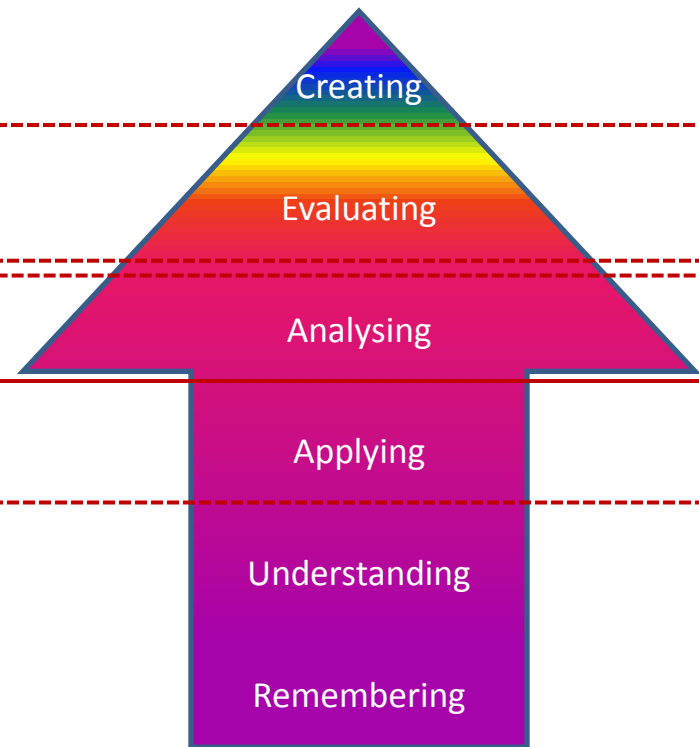 Creating
Evaluating
Analysing
Applying
Understanding
Remembering